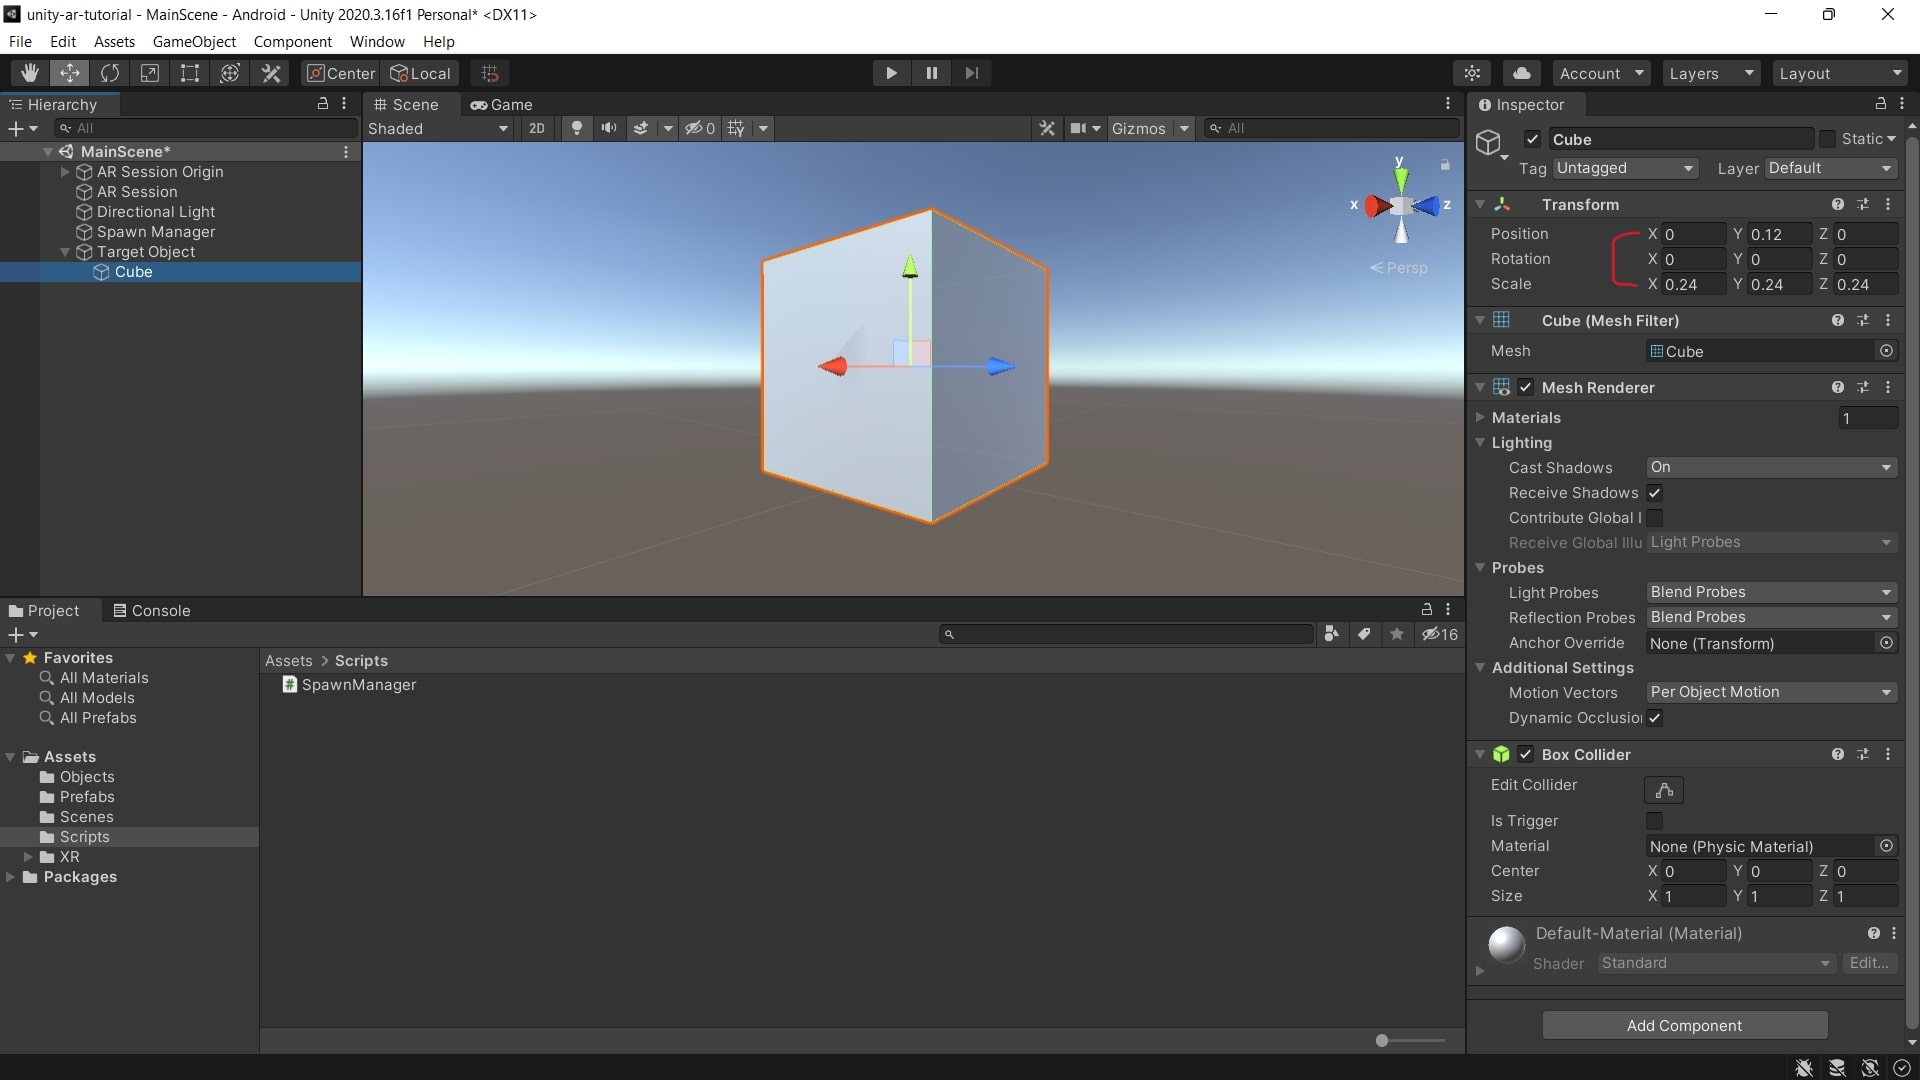 unity-ar-tutorial - MainScene - Android - Unity 2020.3.16f1 Personal* <DX11>
File Edit Assets GameObject Component Window Help
Center Local Account Layers Layout
Hierarchy
All
MainScene*
AR Session Origin
AR Session
Directional Light
Spawn Manager
Target Object
Cube
Scene Game
Shaded 2D 0 Gizmos All
y
x z
Persp
Inspector
Cube Static
Tag Untagged Layer Default
Transform
Position X 0 Y 0.12 Z 0
Rotation X 0 Y 0 Z 0
Scale X 0.24 Y 0.24 Z 0.24
Cube (Mesh Filter)
Mesh Cube
Mesh Renderer
Materials 1
Lighting
Cast Shadows On
Receive Shadows
Contribute Global I
Receive Global Illu Light Probes
Probes
Light Probes Blend Probes
Reflection Probes Blend Probes
Anchor Override None (Transform)
Additional Settings
Motion Vectors Per Object Motion
Dynamic Occlusion
Box Collider
Edit Collider
Is Trigger
Material None (Physic Material)
Center X 0 Y 0 Z 0
Size X 1 Y 1 Z 1
Default-Material (Material)
Shader Standard Edit...
Add Component
Project Console
16
Favorites
All Materials
All Models
All Prefabs
Assets
Objects
Prefabs
Scenes
Scripts
XR
Packages
Assets > Scripts
SpawnManager